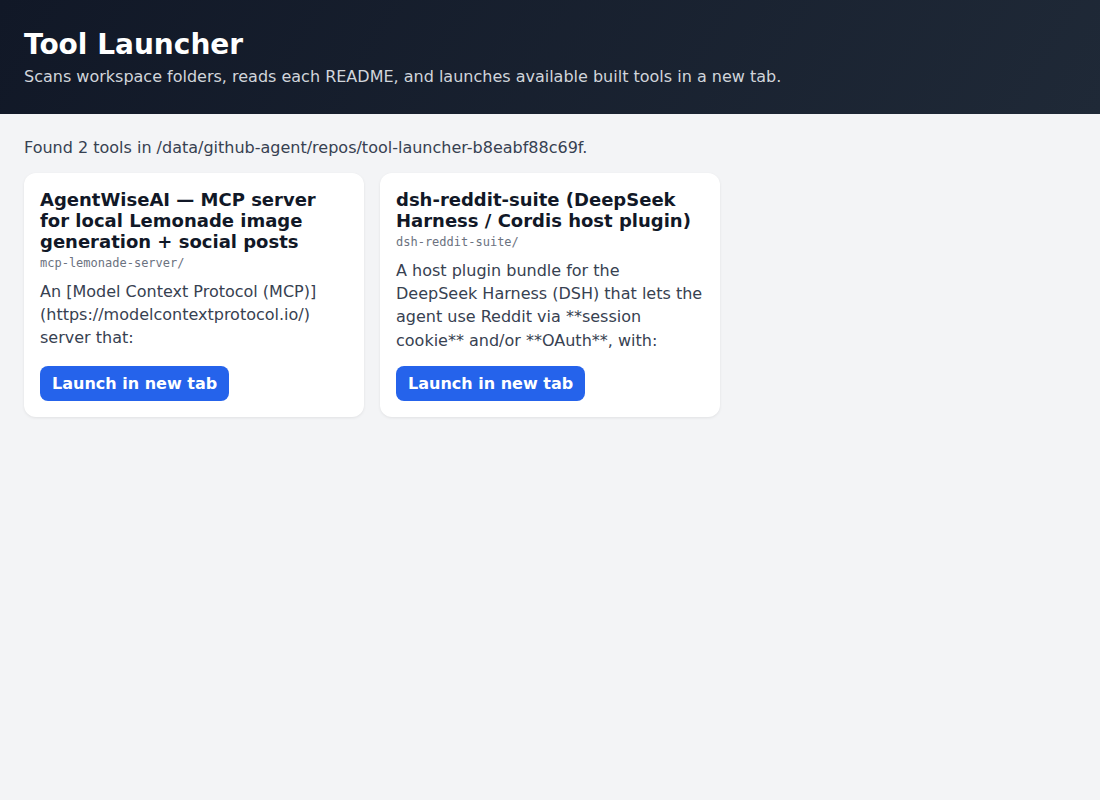 Tool Launcher
Scans workspace folders, reads each README, and launches available built tools in a new tab.
Found 2 tools in /data/github-agent/repos/tool-launcher-b8eabf88c69f.
AgentWiseAI — MCP server
for local Lemonade image
generation + social posts
mcp-lemonade-server/
An [Model Context Protocol (MCP)]
(https://modelcontextprotocol.io/)
server that:
Launch in new tab
dsh-reddit-suite (DeepSeek
Harness / Cordis host plugin)
dsh-reddit-suite/
A host plugin bundle for the
DeepSeek Harness (DSH) that lets the
agent use Reddit via **session
cookie** and/or **OAuth**, with:
Launch in new tab